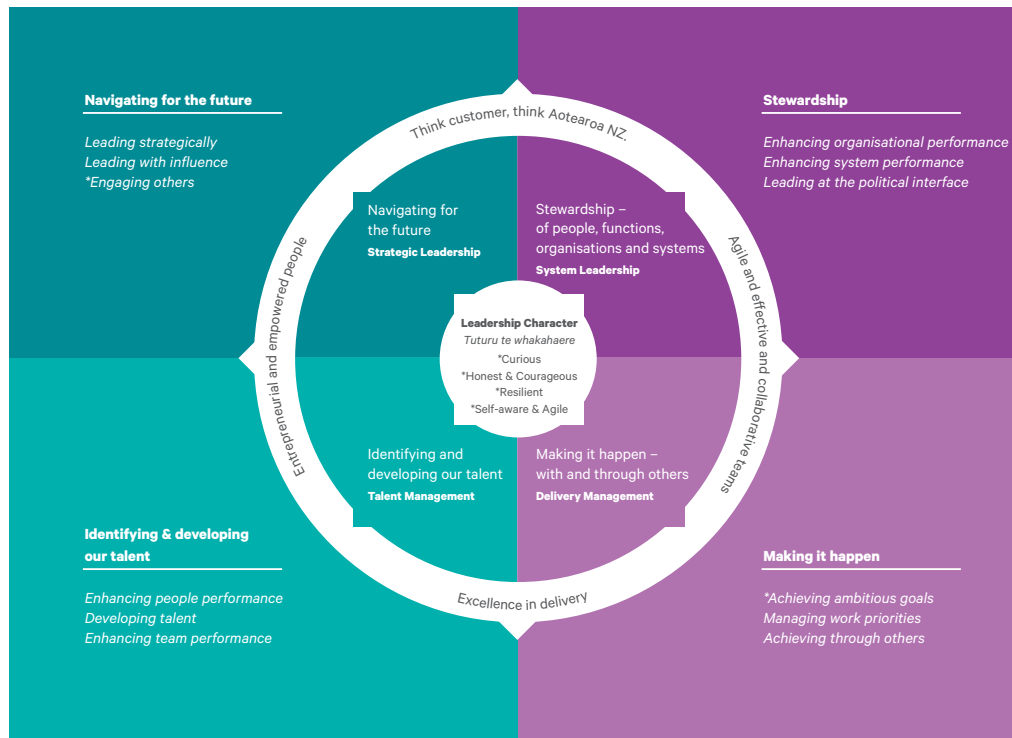 Navigating for the future
Leading strategically
Leading with influence
*Engaging others
Stewardship
Enhancing organisational performance
Enhancing system performance
Leading at the political interface
Think customer, think Aotearoa NZ.
Entrepreneurial and empowered people
Agile and effective and collaborative teams
Navigating for
the future
Strategic Leadership
Stewardship –
of people, functions,
organisations and systems
System Leadership
Leadership Character
Tuturu te whakahaere
*Curious
*Honest & Courageous
*Resilient
*Self-aware & Agile
Identifying and
developing our talent
Talent Management
Making it happen –
with and through others
Delivery Management
Excellence in delivery
Identifying & developing
our talent
Enhancing people performance
Developing talent
Enhancing team performance
Making it happen
*Achieving ambitious goals
Managing work priorities
Achieving through others